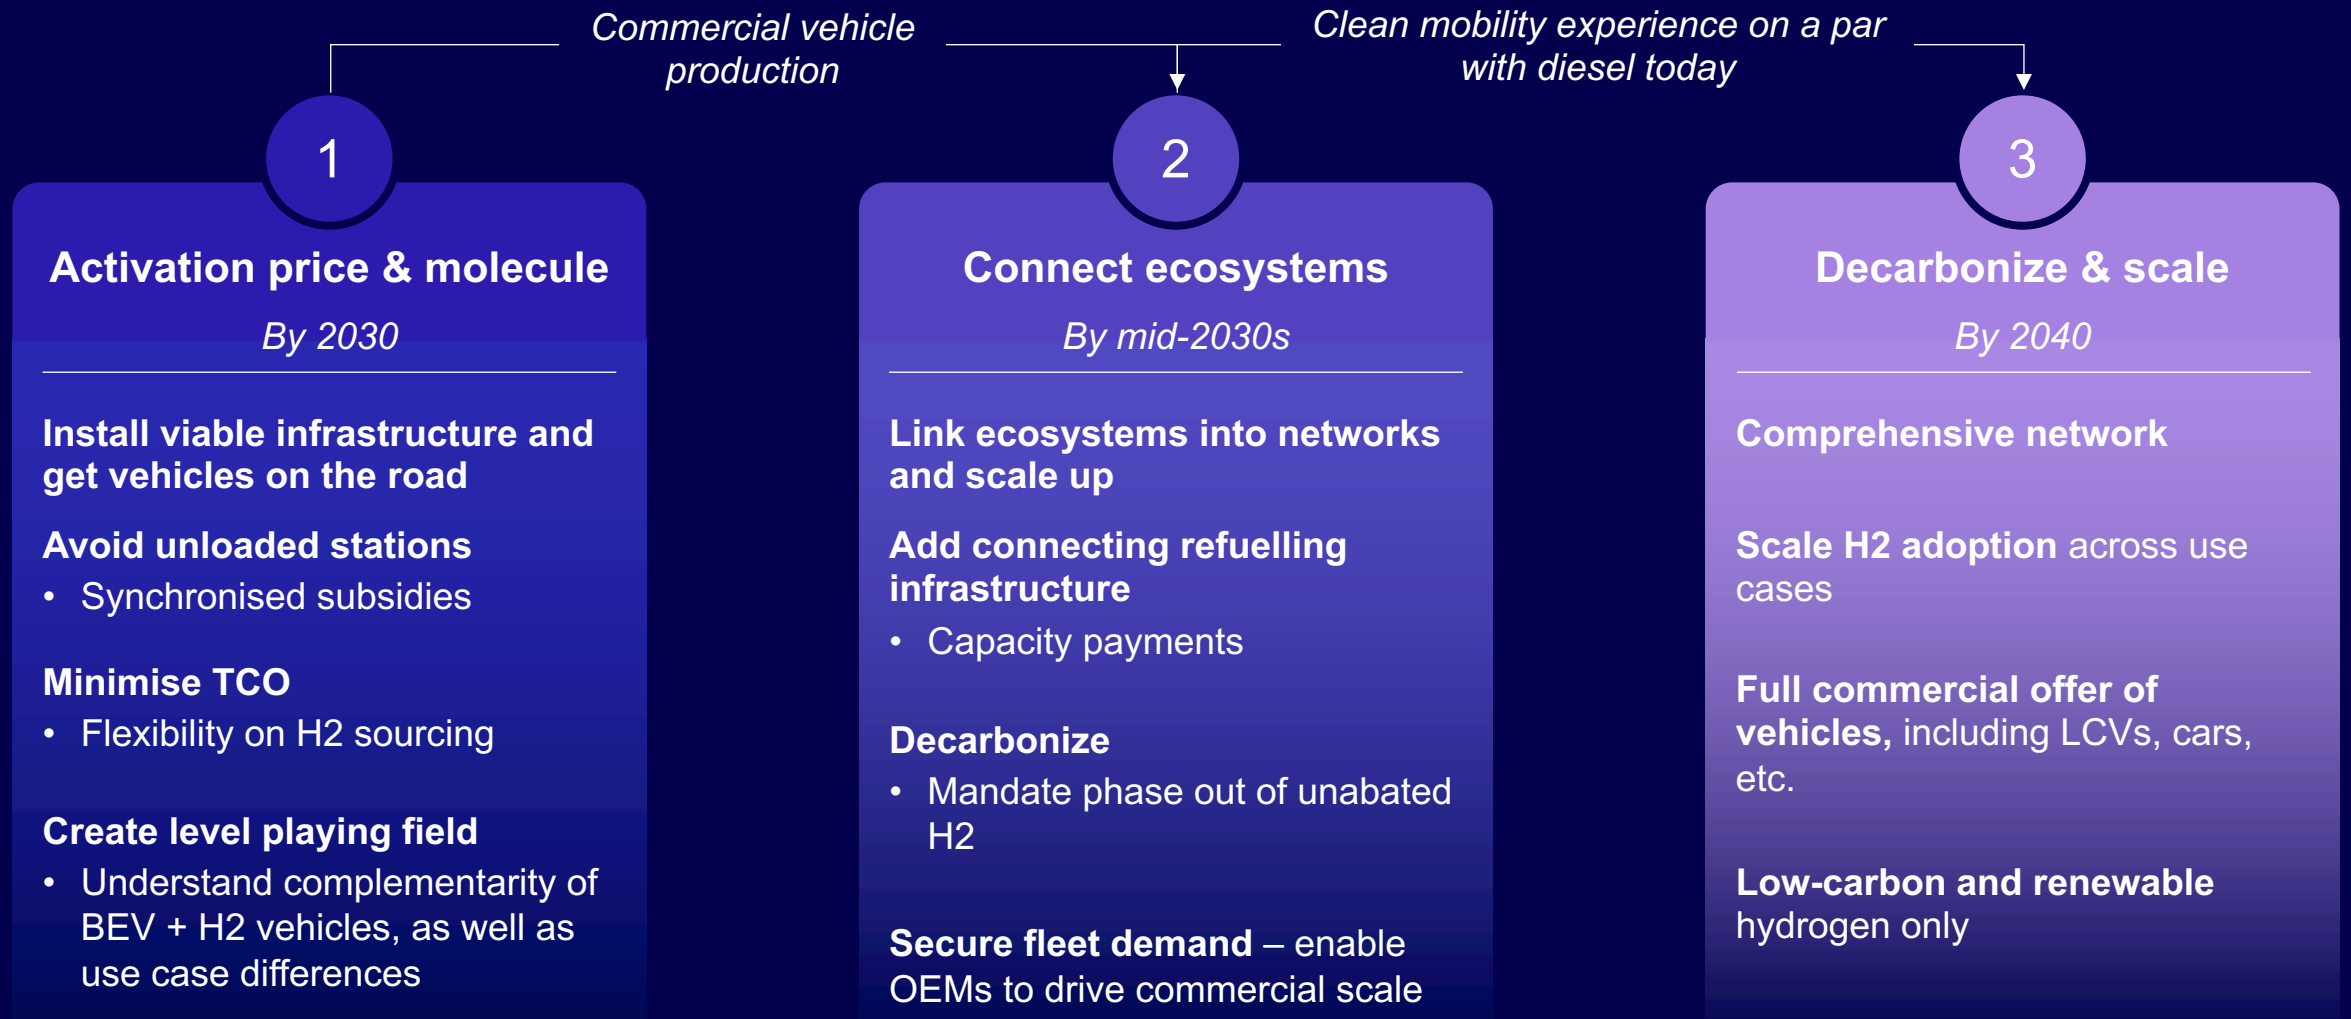 Commercial vehicle
production
Clean mobility experience on a par
with diesel today
1
Activation price & molecule
By 2030
Install viable infrastructure and
get vehicles on the road
Avoid unloaded stations
• Synchronised subsidies
Minimise TCO
• Flexibility on H2 sourcing
Create level playing field
• Understand complementarity of
BEV + H2 vehicles, as well as
use case differences
2
Connect ecosystems
By mid-2030s
Link ecosystems into networks
and scale up
Add connecting refuelling
infrastructure
• Capacity payments
Decarbonize
• Mandate phase out of unabated
H2
Secure fleet demand – enable
OEMs to drive commercial scale
3
Decarbonize & scale
By 2040
Comprehensive network
Scale H2 adoption across use
cases
Full commercial offer of
vehicles, including LCVs, cars,
etc.
Low-carbon and renewable
hydrogen only